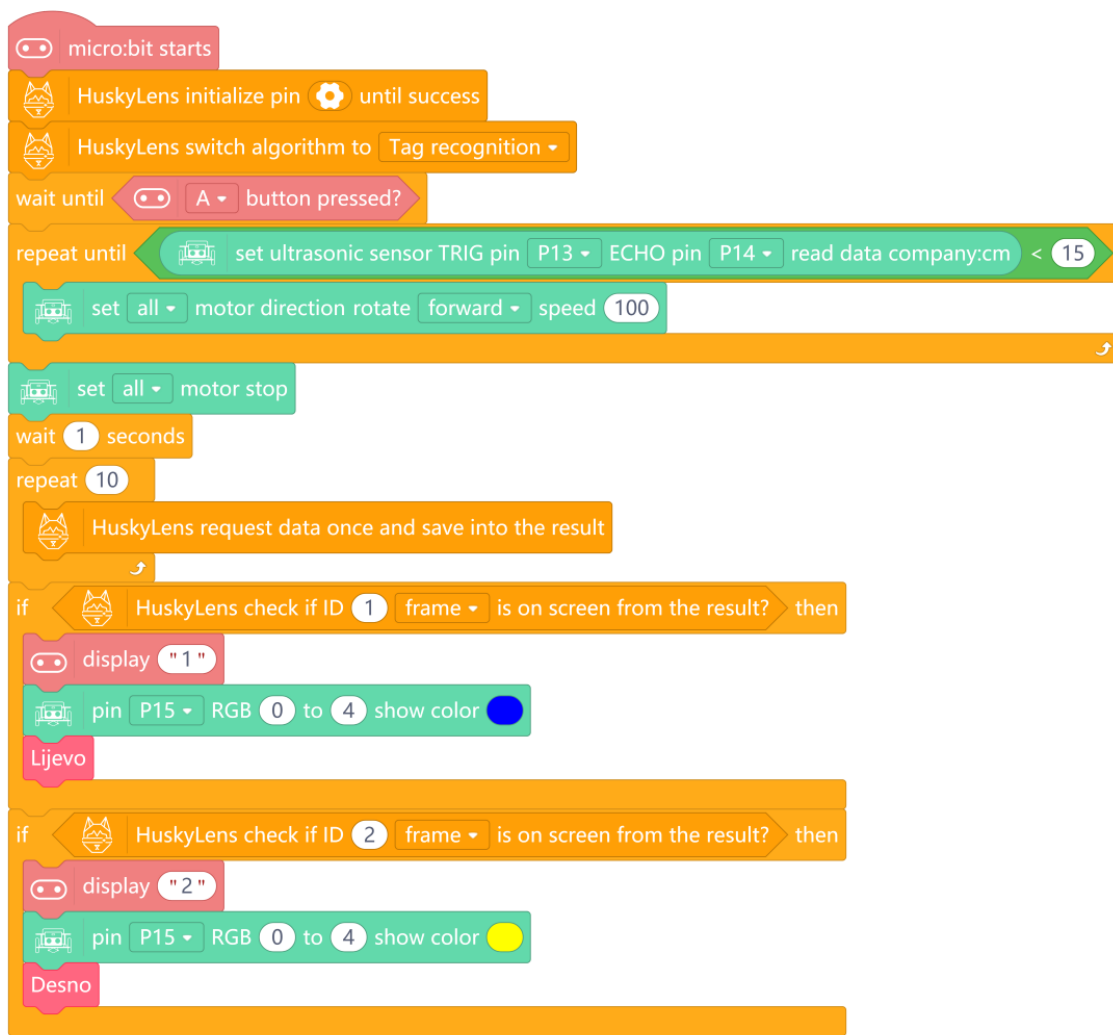 micro:bit starts
HuskyLens initialize pin until success
HuskyLens switch algorithm to Tag recognition
wait until A button pressed?
repeat until set ultrasonic sensor TRIG pin P13 ECHO pin P14 read data company:cm < 15
set all motor direction rotate forward speed 100
set all motor stop
wait 1 seconds
repeat 10
HuskyLens request data once and save into the result
if HuskyLens check if ID 1 frame is on screen from the result? then
display "1"
pin P15 RGB 0 to 4 show color
Lijevo
if HuskyLens check if ID 2 frame is on screen from the result? then
display "2"
pin P15 RGB 0 to 4 show color
Desno